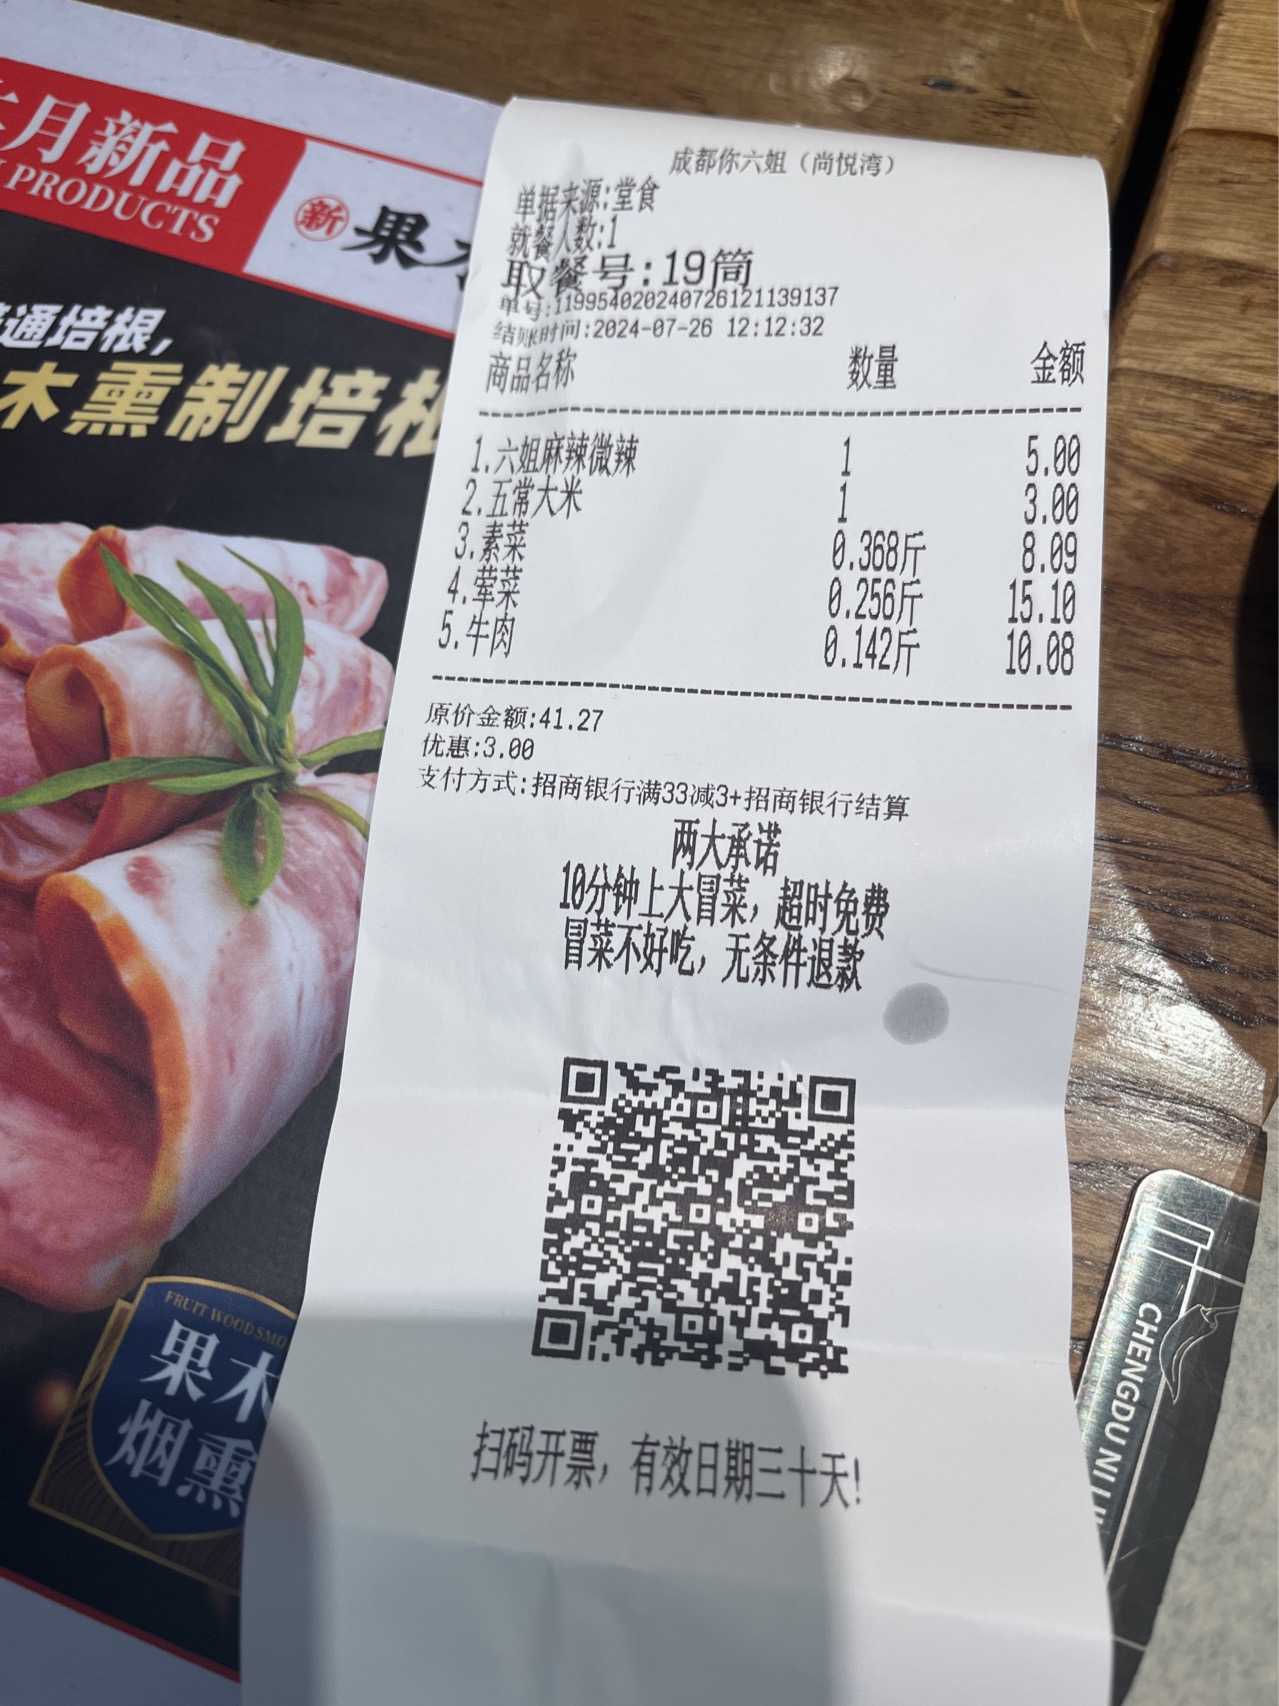 月新品
PRODUCTS
新 果
通培根,
木熏制培
FRUIT WOOD SMO
果木
烟熏
成都你六姐（尚悦湾）
单据来源:堂食
就餐人数:1
取餐号:19筒
单号:119954020240726121139137
结账时间:2024-07-26 12:12:32
商品名称 数量 金额
1.六姐麻辣微辣 1 5.00
2.五常大米 1 3.00
3.素菜 0.368斤 8.09
4.荤菜 0.256斤 15.10
5.牛肉 0.142斤 10.08
原价金额:41.27
优惠:3.00
支付方式:招商银行满33减3+招商银行结算
两大承诺
10分钟上大冒菜，超时免费
冒菜不好吃，无条件退款
扫码开票，有效日期三十天!
CHENGDU NI